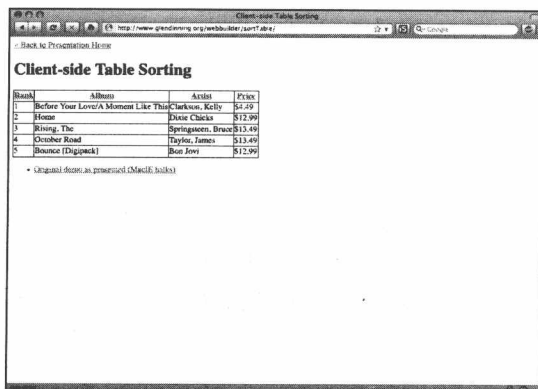 Client-side Table Sorting
http://www.glendinning.org/webbuilder/sortTable/
Google
< Back to Presentation Home
Client-side Table Sorting
Rank Album Artist Price
1 Before Your Love/A Moment Like This Clarkson, Kelly $4.49
2 Home Dixie Chicks $12.99
3 Rising, The Springsteen, Bruce $13.49
4 October Road Taylor, James $13.49
5 Bounce [Digipack] Bon Jovi $12.99
• Original demo as presented (MacIE balks)